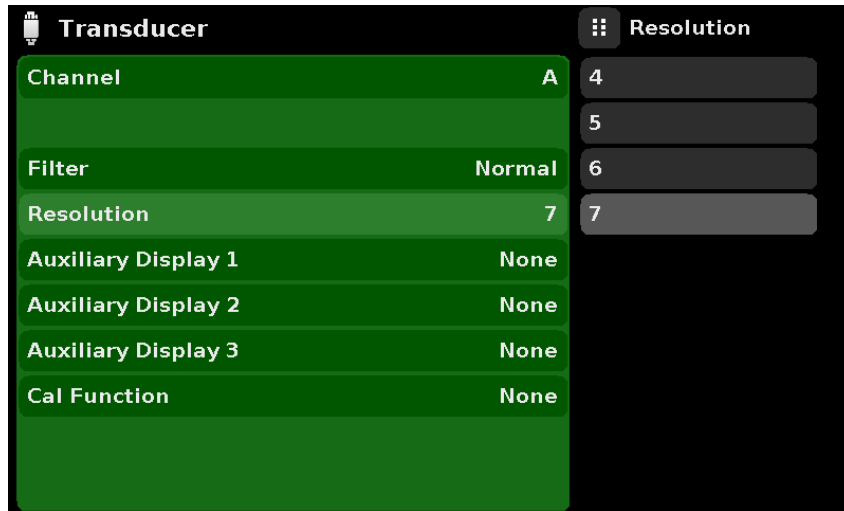 Transducer
Channel A
Filter Normal
Resolution 7
Auxiliary Display 1 None
Auxiliary Display 2 None
Auxiliary Display 3 None
Cal Function None
Resolution
4
5
6
7